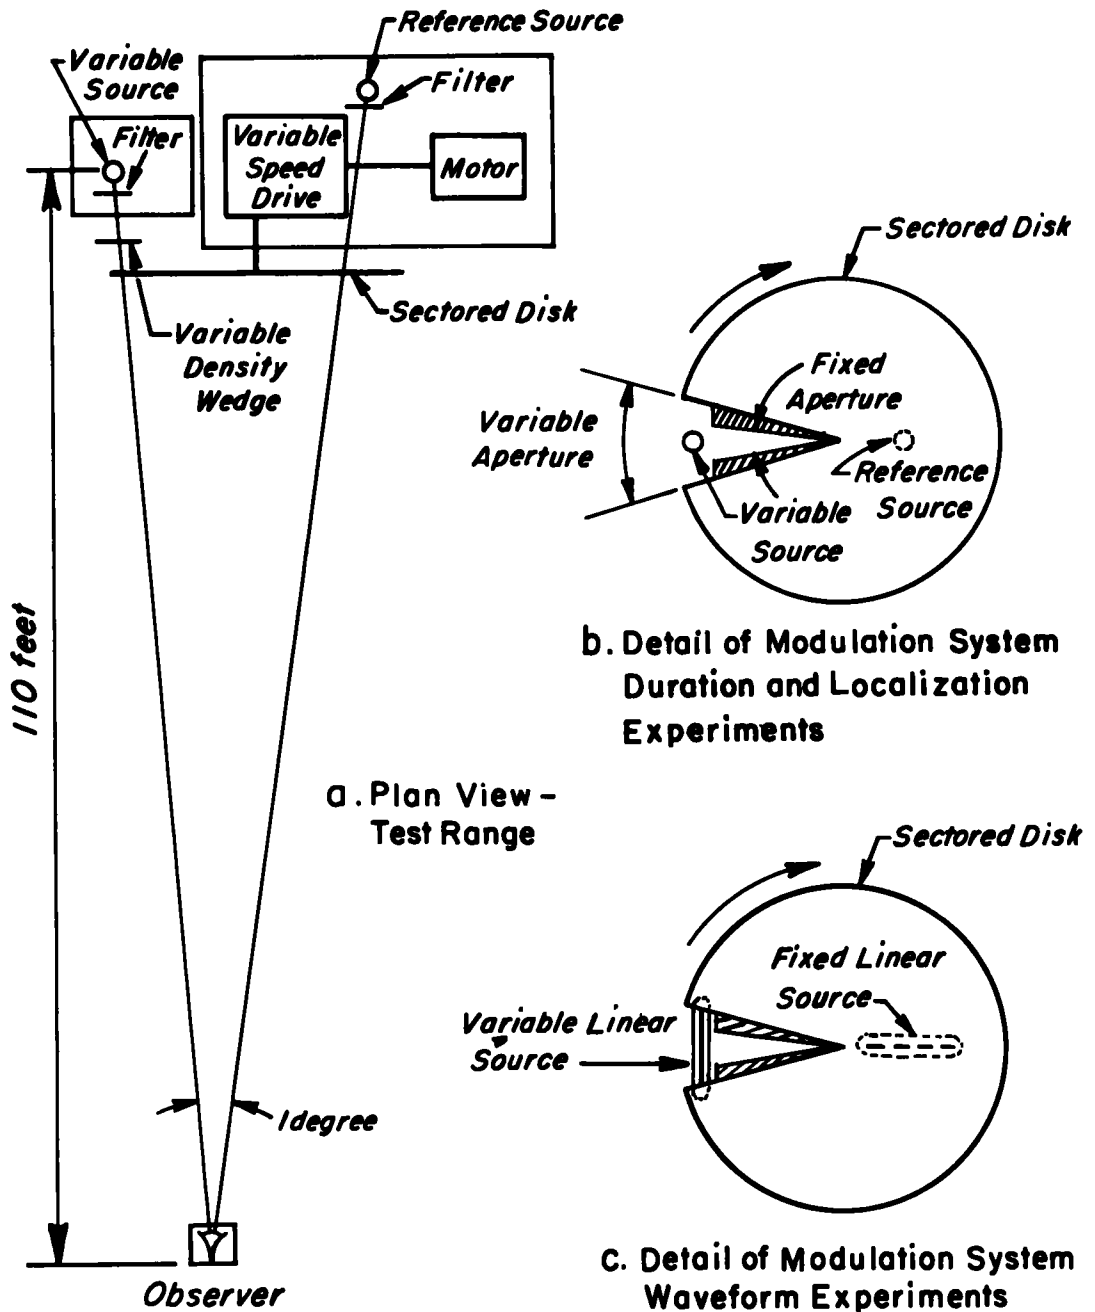 Reference Source
Variable
Source
Filter
Filter
Variable
Speed
Drive
Motor
Sectored Disk
Variable
Density
Wedge
110 feet
1degree
Observer
a. Plan View –
Test Range
Sectored Disk
Fixed
Aperture
Variable
Aperture
Reference
Source
Variable
Source
b. Detail of Modulation System
Duration and Localization
Experiments
Sectored Disk
Fixed Linear
Source
Variable Linear
Source
c. Detail of Modulation System
Waveform Experiments